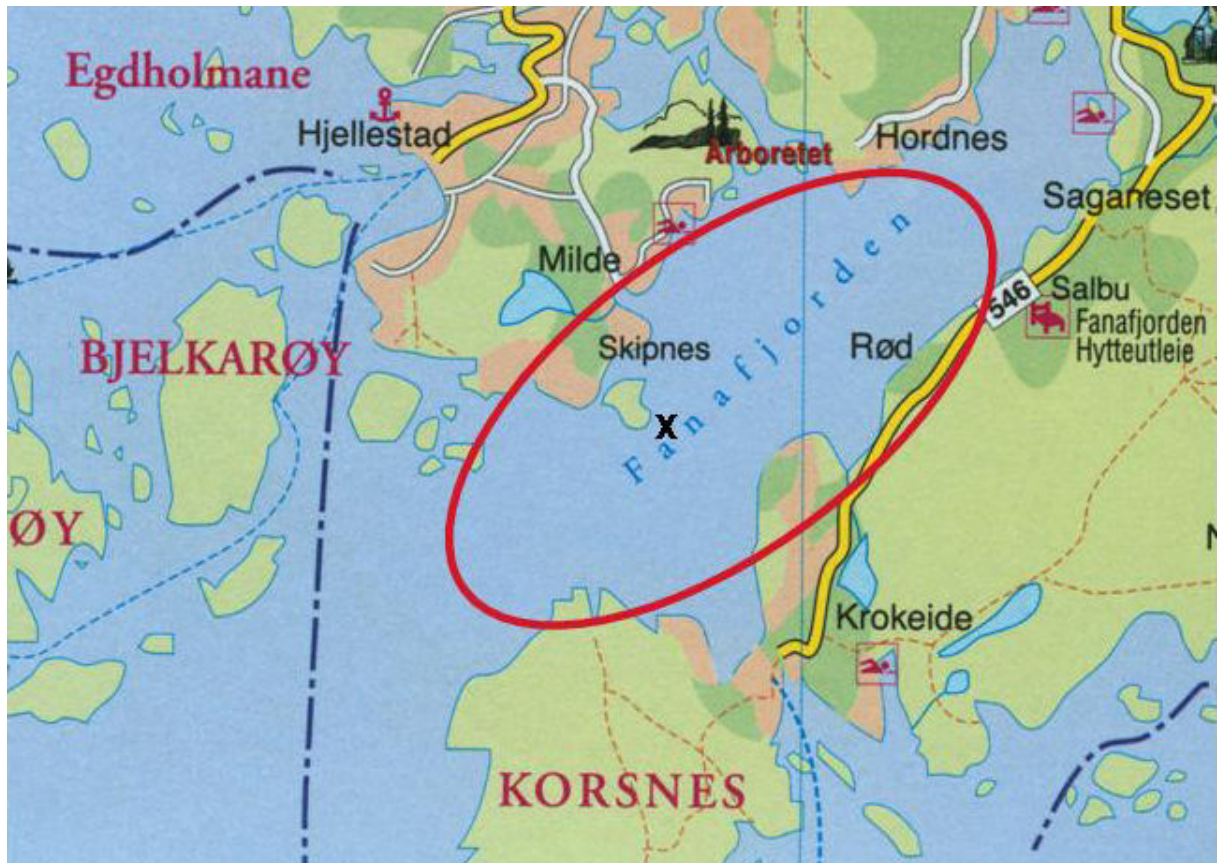 Egdholmane
Hjellestad
Arboretet
Hordnes
Saganeset
Milde
546
Salbu
Fanafjorden
Hytteutleie
BJELKARØY
Skipnes
Rød
Fanafjorden
X
ØY
N
Krokeide
KORSNES